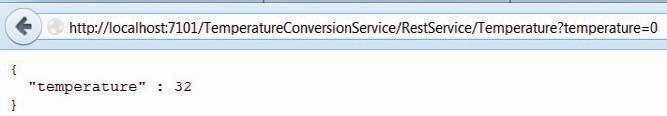 http://localhost:7101/TemperatureConversionService/RestService/Temperature?temperature=0
{
"temperature" : 32
}